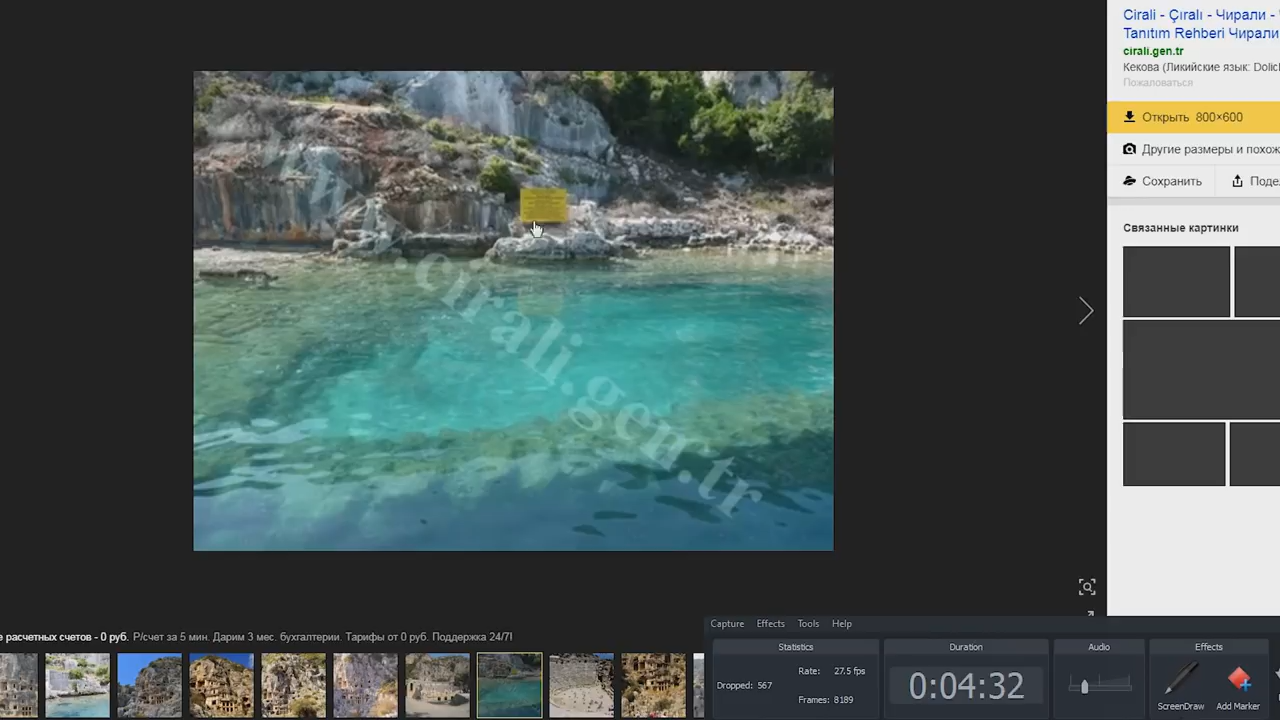 Cirali - Çıralı - Чирали -
Tanıtım Rehberi Чирали
cirali.gen.tr
Кекова (Ликийские язык: Dolic
Пожаловаться
Открыть 800×600
Другие размеры и похож
Сохранить
Поде
Связанные картинки
.cirali.gen.tr
е расчетных счетов - 0 руб. Р/счет за 5 мин. Дарим 3 мес. бухгалтерии. Тарифы от 0 руб. Поддержка 24/7!
Capture Effects Tools Help
Statistics
Duration
Audio
Effects
Rate: 27.5 fps
Dropped: 567
Frames: 8189
0:04:32
ScreenDraw
Add Marker